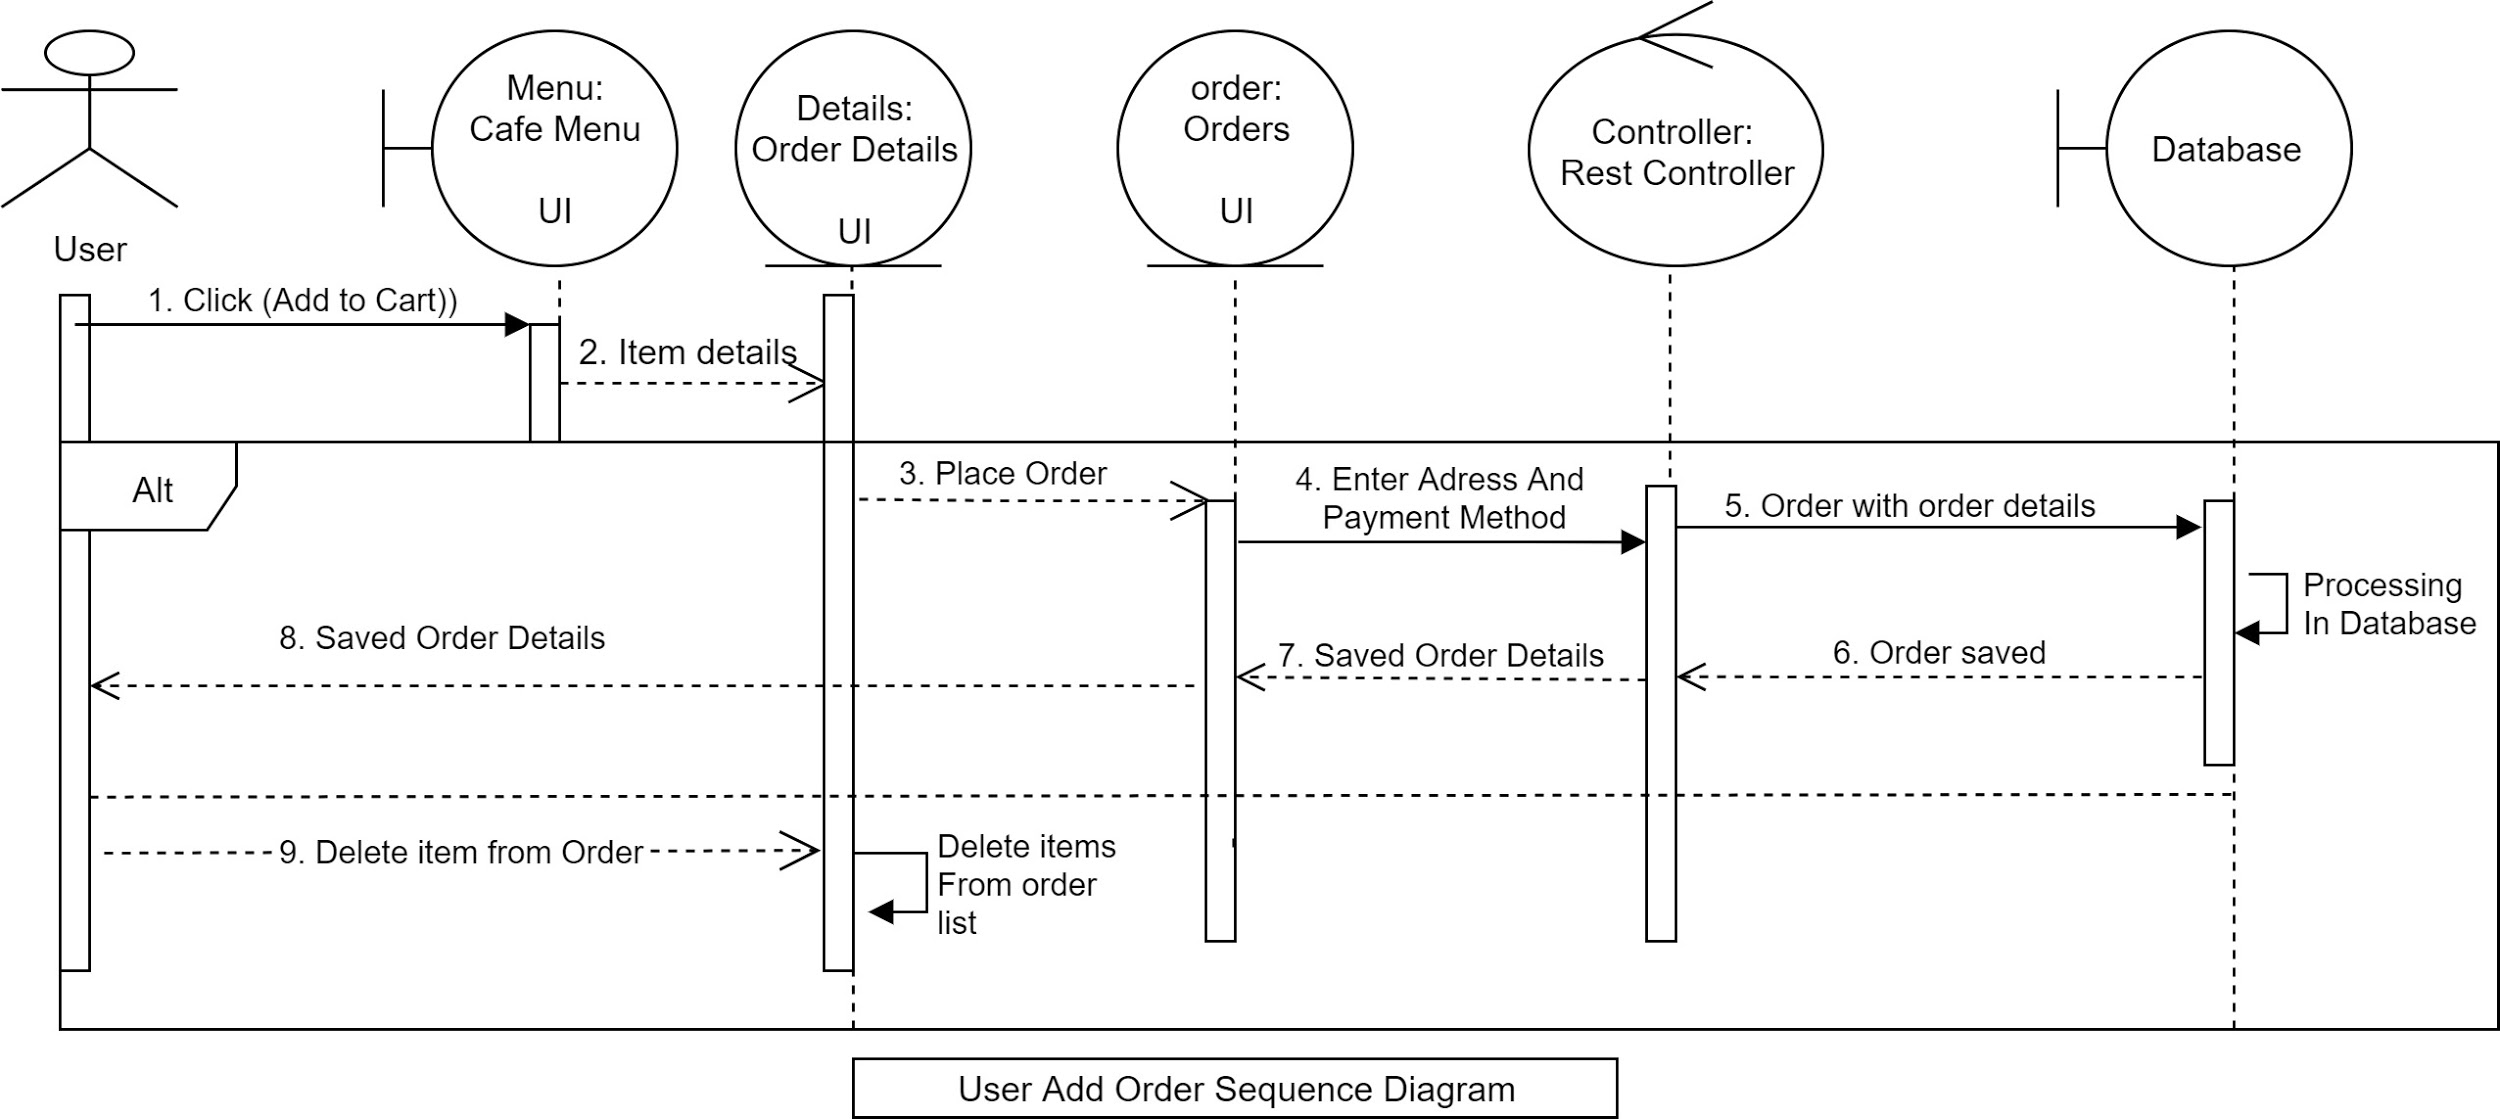 Menu:
Cafe Menu
UI
Details:
Order Details
UI
order:
Orders
UI
Controller:
Rest Controller
Database
User
1. Click (Add to Cart))
2. Item details
Alt
3. Place Order
4. Enter Adress And
Payment Method
5. Order with order details
Processing
In Database
8. Saved Order Details
7. Saved Order Details
6. Order saved
9. Delete item from Order
Delete items
From order
list
User Add Order Sequence Diagram